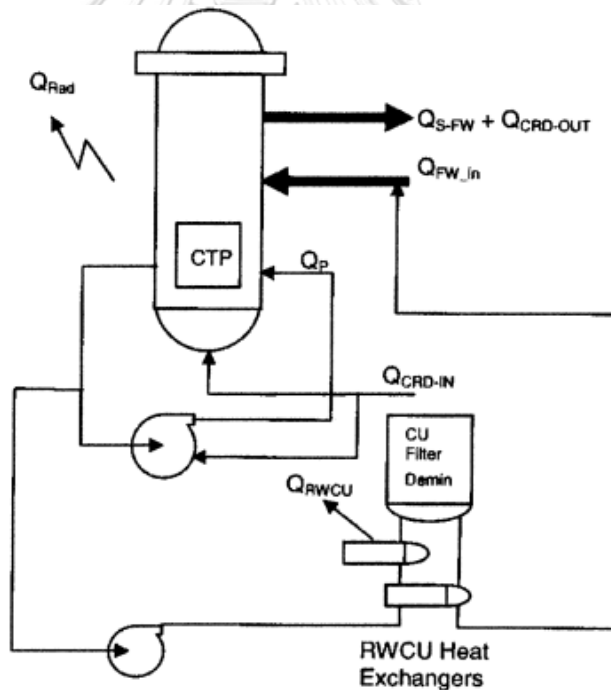 Q_Rad
Q_S-FW + Q_CRD-OUT
Q_FW_In
CTP
Q_P
Q_CRD-IN
CU
Filter
Demin
Q_RWCU
RWCU Heat
Exchangers